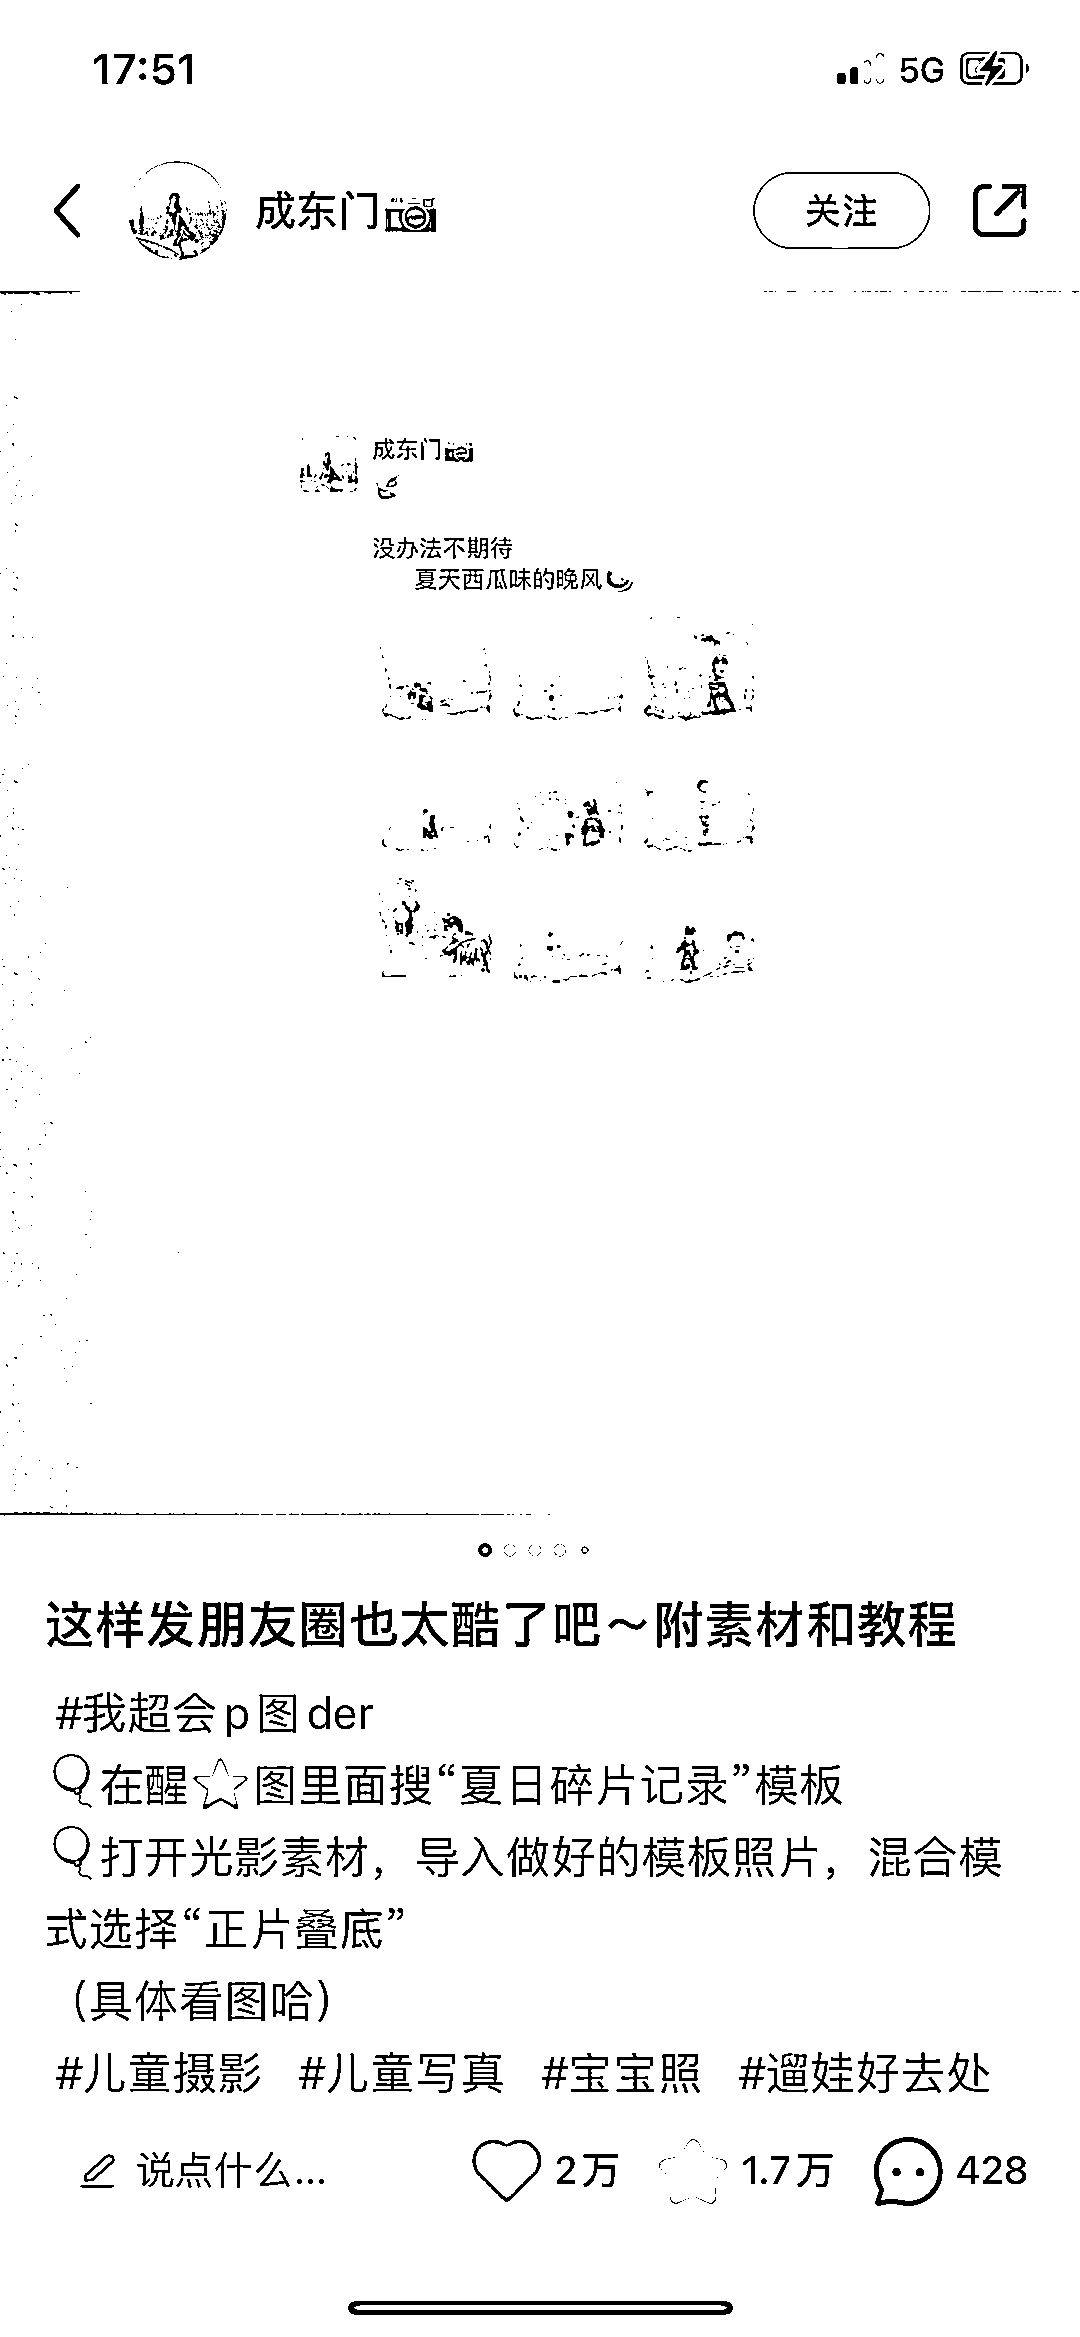 17:51
5G
成东门
关注
成东门
没办法不期待
夏天西瓜味的晚风
这样发朋友圈也太酷了吧～附素材和教程
#我超会p图der
在醒图里面搜“夏日碎片记录”模板
打开光影素材，导入做好的模板照片，混合模
式选择“正片叠底”
（具体看图哈）
#儿童摄影 #儿童写真 #宝宝照 #遛娃好去处
说点什么... 2万 1.7万 428